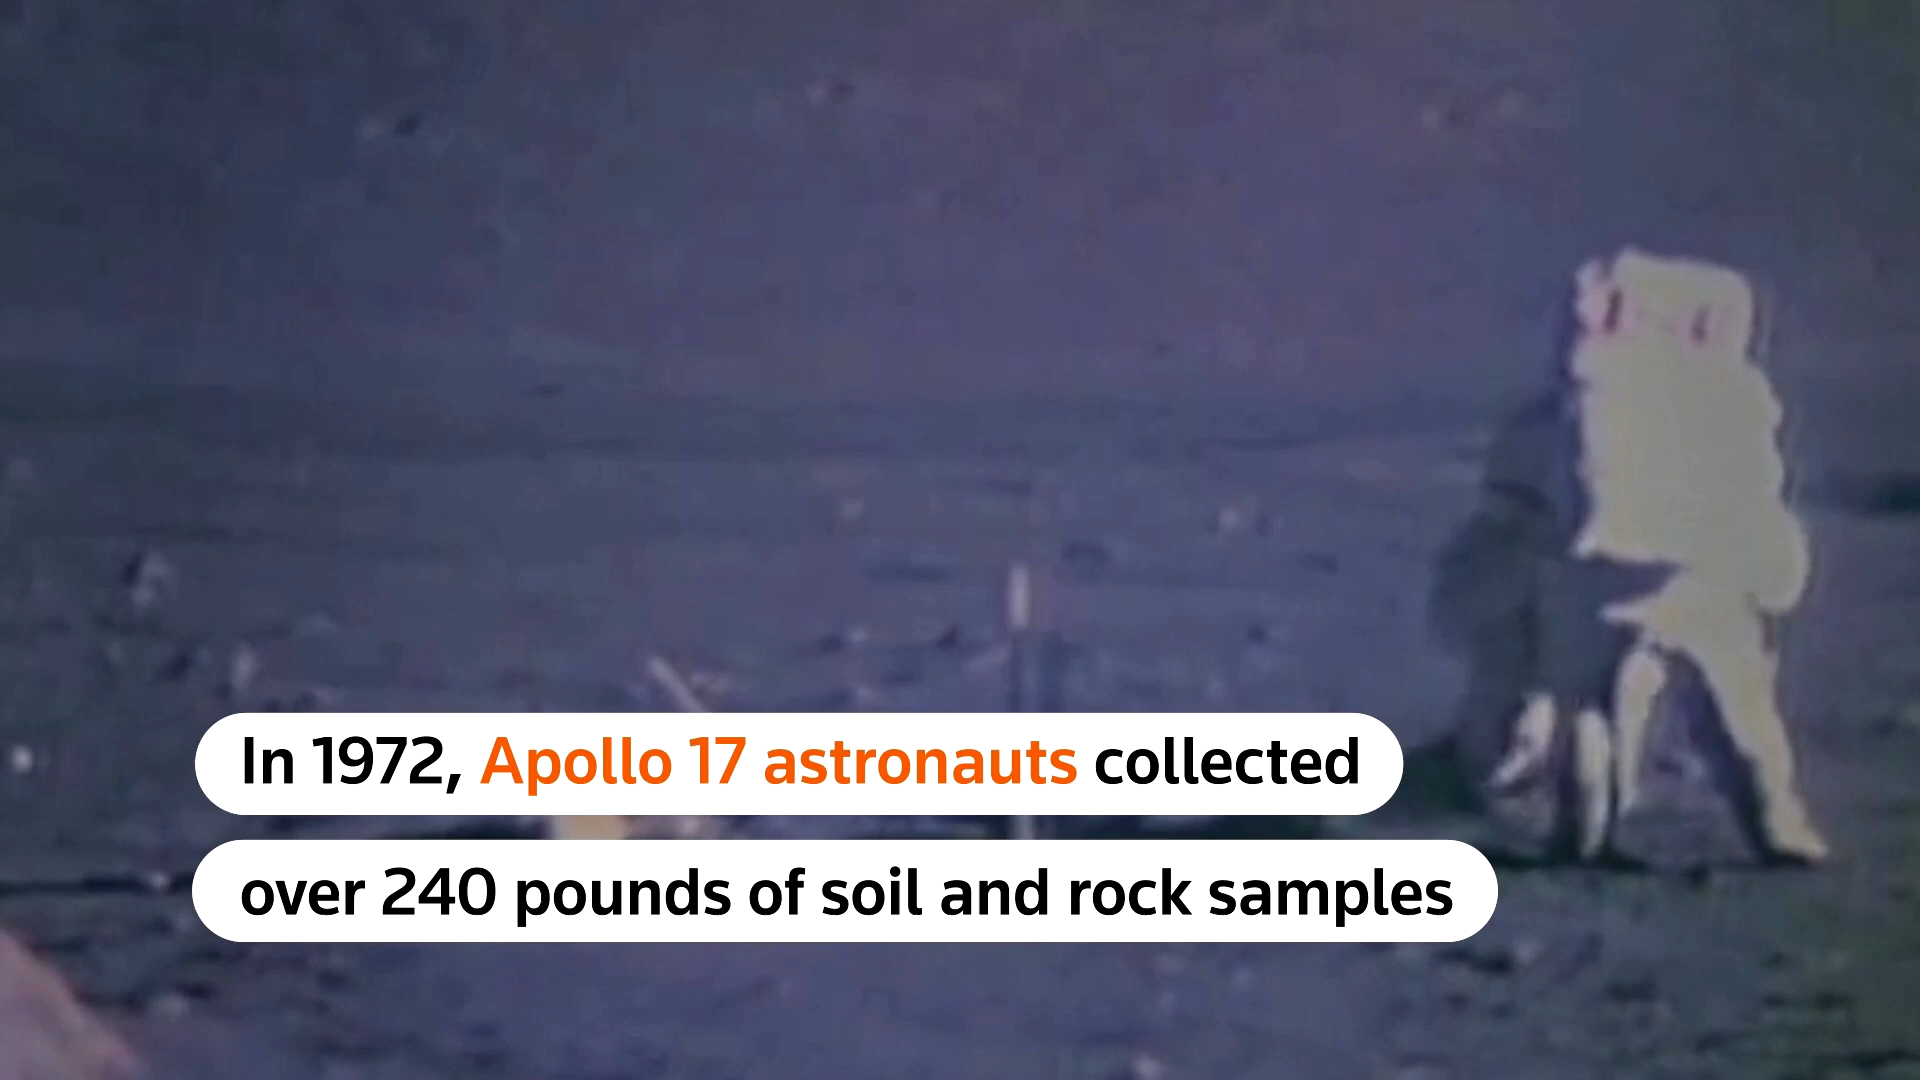 In 1972, Apollo 17 astronauts collected
over 240 pounds of soil and rock samples